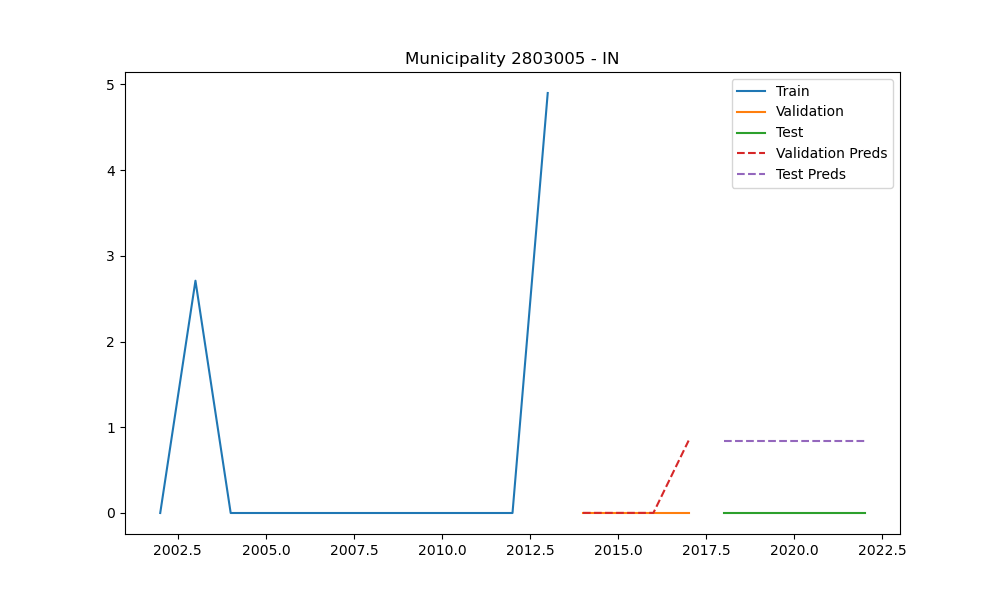 Municipality 2803005 - IN
5
4
3
2
1
0
Train
Validation
Test
Validation Preds
Test Preds
2002.5 2005.0 2007.5 2010.0 2012.5 2015.0 2017.5 2020.0 2022.5